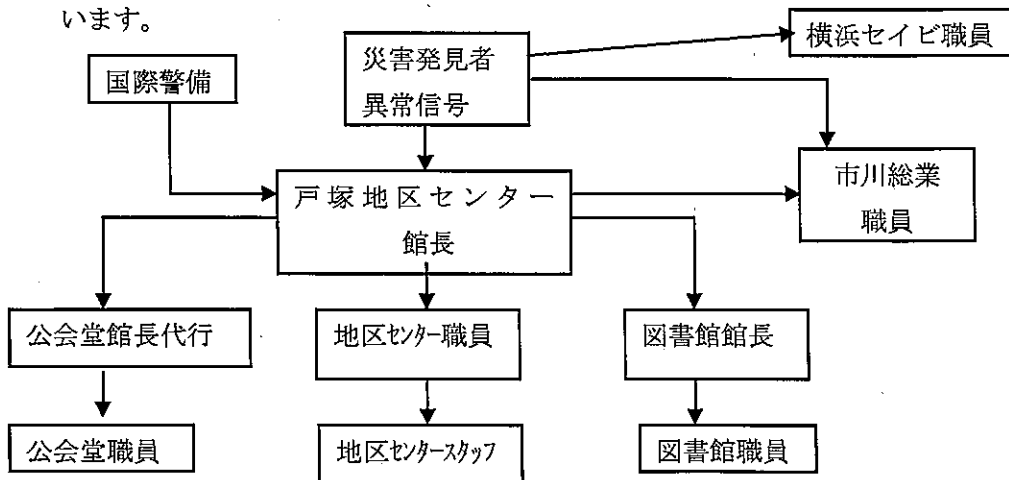 います。
国際警備
災害発見者
異常信号
横浜セイビ職員
戸塚地区センター
館長
市川総業
職員
公会堂館長代行
地区ｾﾝﾀｰ職員
図書館館長
公会堂職員
地区ｾﾝﾀｰｽﾀｯﾌ
図書館職員